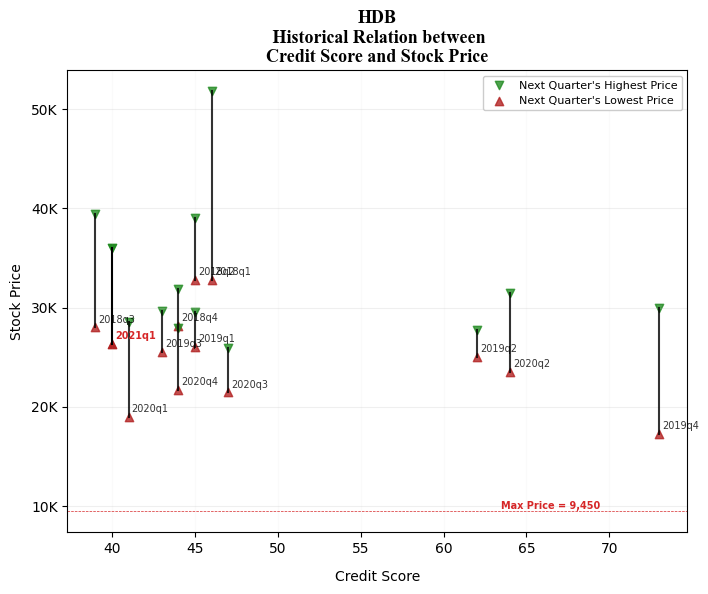 HDB
Historical Relation between
Credit Score and Stock Price
Next Quarter's Highest Price
Next Quarter's Lowest Price
50K
40K
30K
20K
10K
Stock Price
2018q2
2018q1
2018q3
2018q4
2021q1
2019q3
2019q1
2019q2
2020q2
2020q4
2020q3
2020q1
2019q4
Max Price = 9,450
40
45
50
55
60
65
70
Credit Score